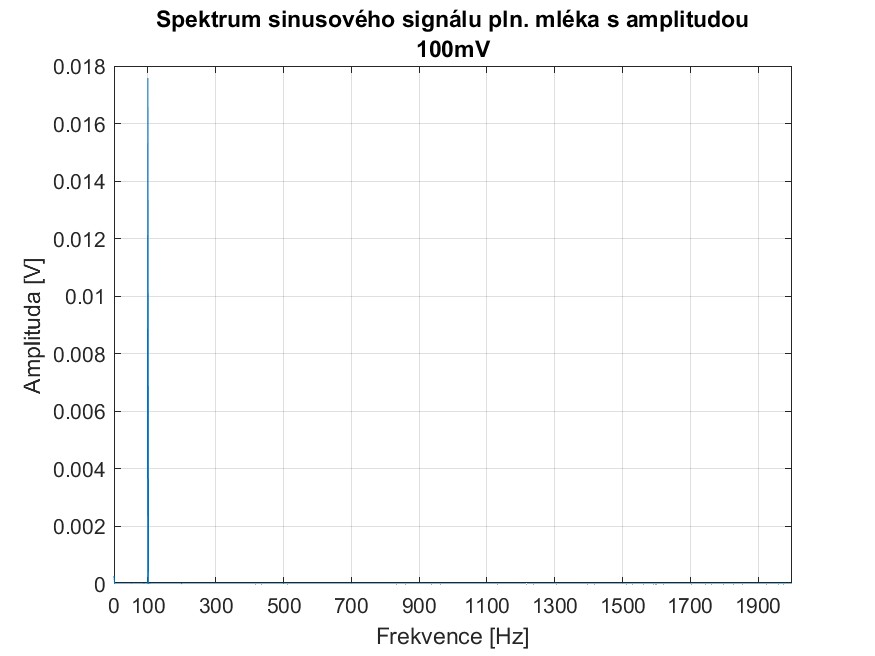 Spektrum sinusového signálu pln. mléka s amplitudou
100mV
0.018
0.016
0.014
0.012
0.01
0.008
0.006
0.004
0.002
0
Amplituda [V]
0 100 300 500 700 900 1100 1300 1500 1700 1900
Frekvence [Hz]